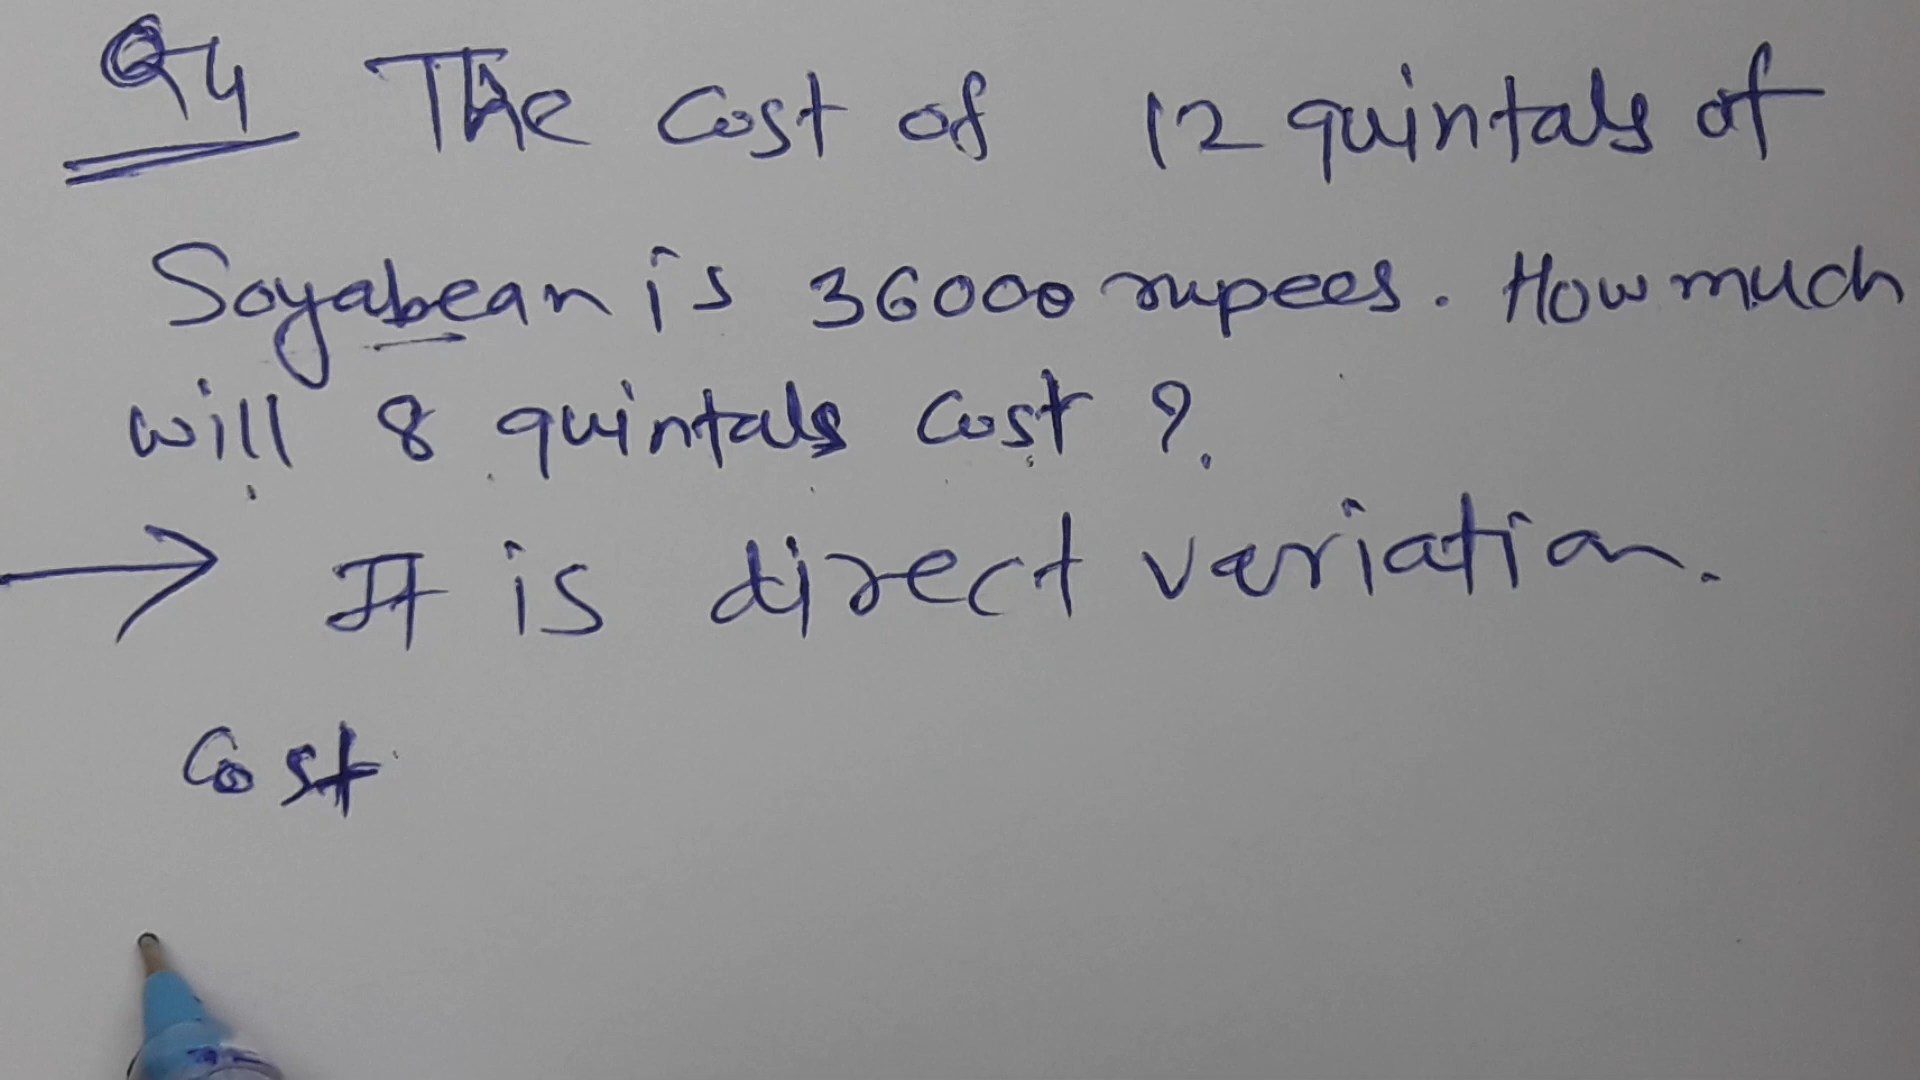 Q4 The cost of 12 quintals of
Soyabean is 36000 rupees. How much
will 8 quintals cost ?
→ It is direct variation.
Cost